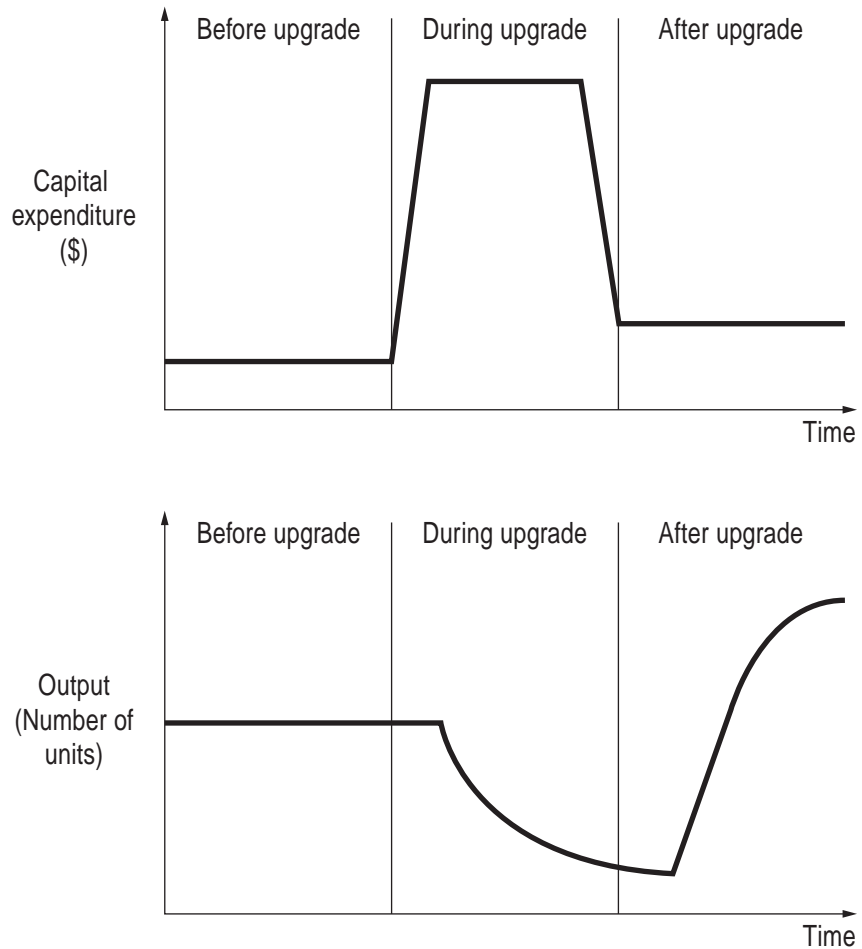 Before upgrade
During upgrade
After upgrade
Capital
expenditure
($)
Time
Before upgrade
During upgrade
After upgrade
Output
(Number of
units)
Time